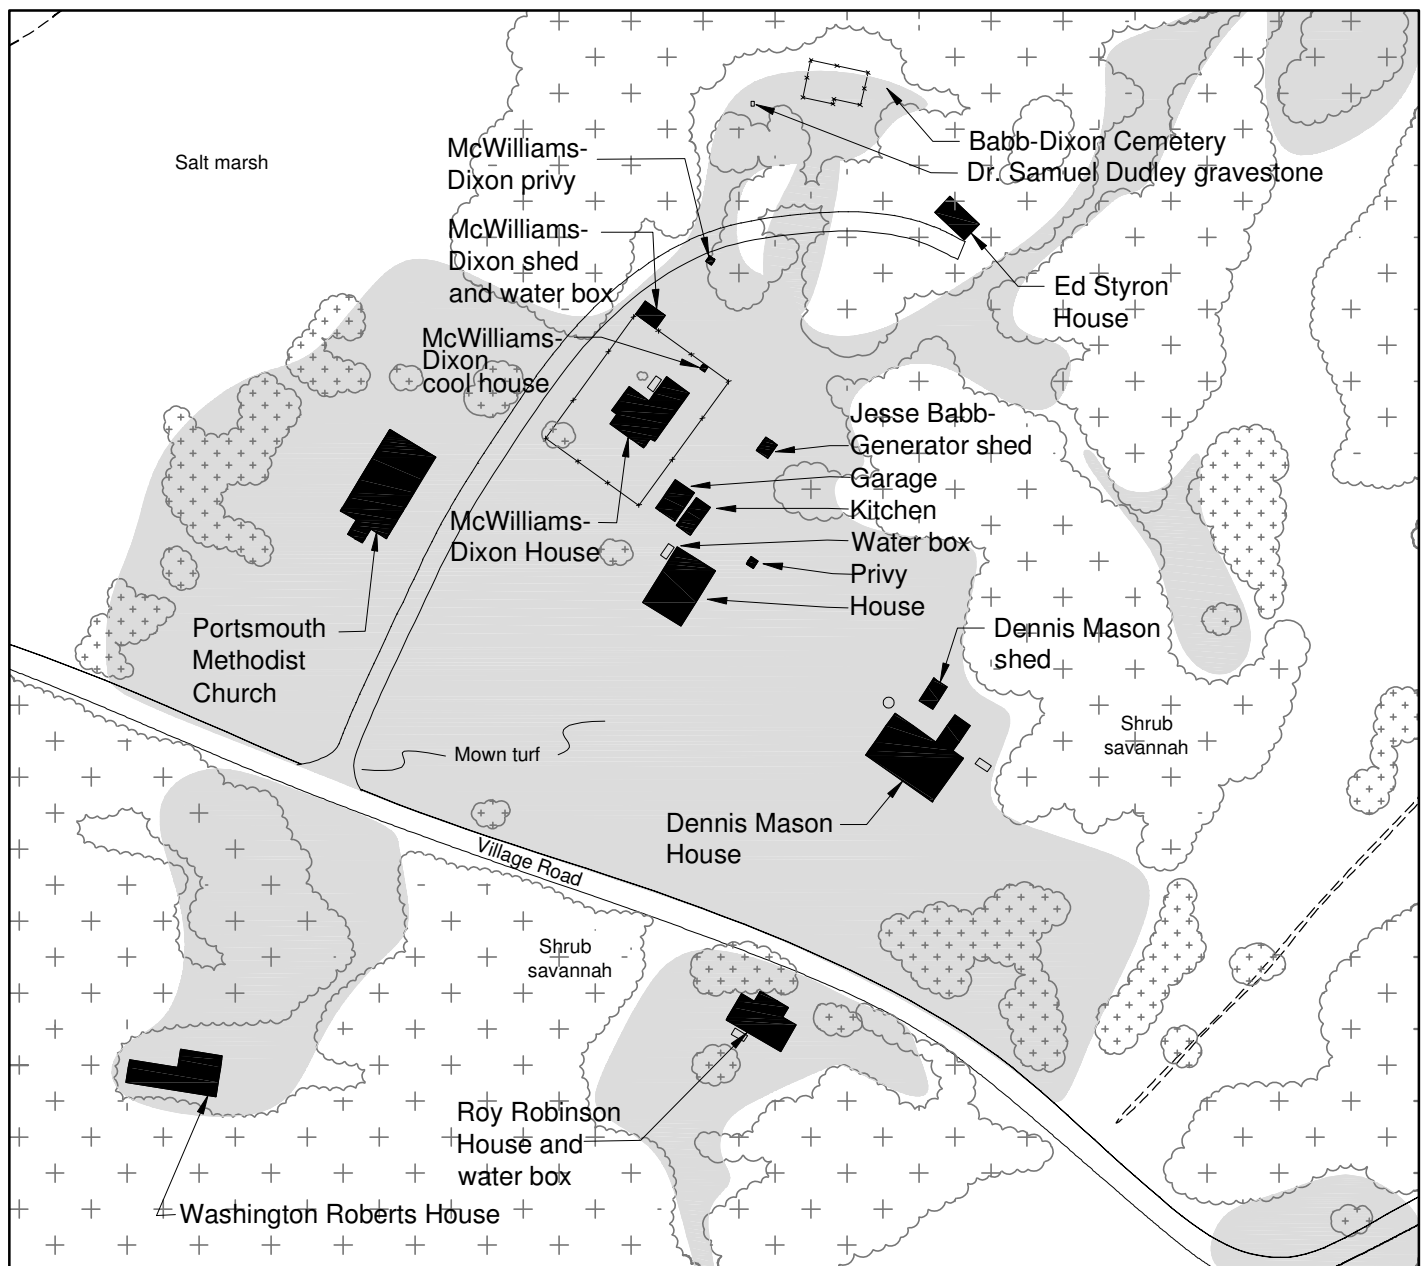 Salt marsh
McWilliams-
Dixon privy
McWilliams-
Dixon shed
and water box
McWilliams-
Dixon
cool house
Babb-Dixon Cemetery
Dr. Samuel Dudley gravestone
Ed Styron
House
Jesse Babb-
Generator shed
Garage
Kitchen
Water box
Privy
House
McWilliams-
Dixon House
Portsmouth
Methodist
Church
Dennis Mason
shed
Shrub
savannah
Mown turf
Dennis Mason
House
Village Road
Shrub
savannah
Roy Robinson
House and
water box
Washington Roberts House